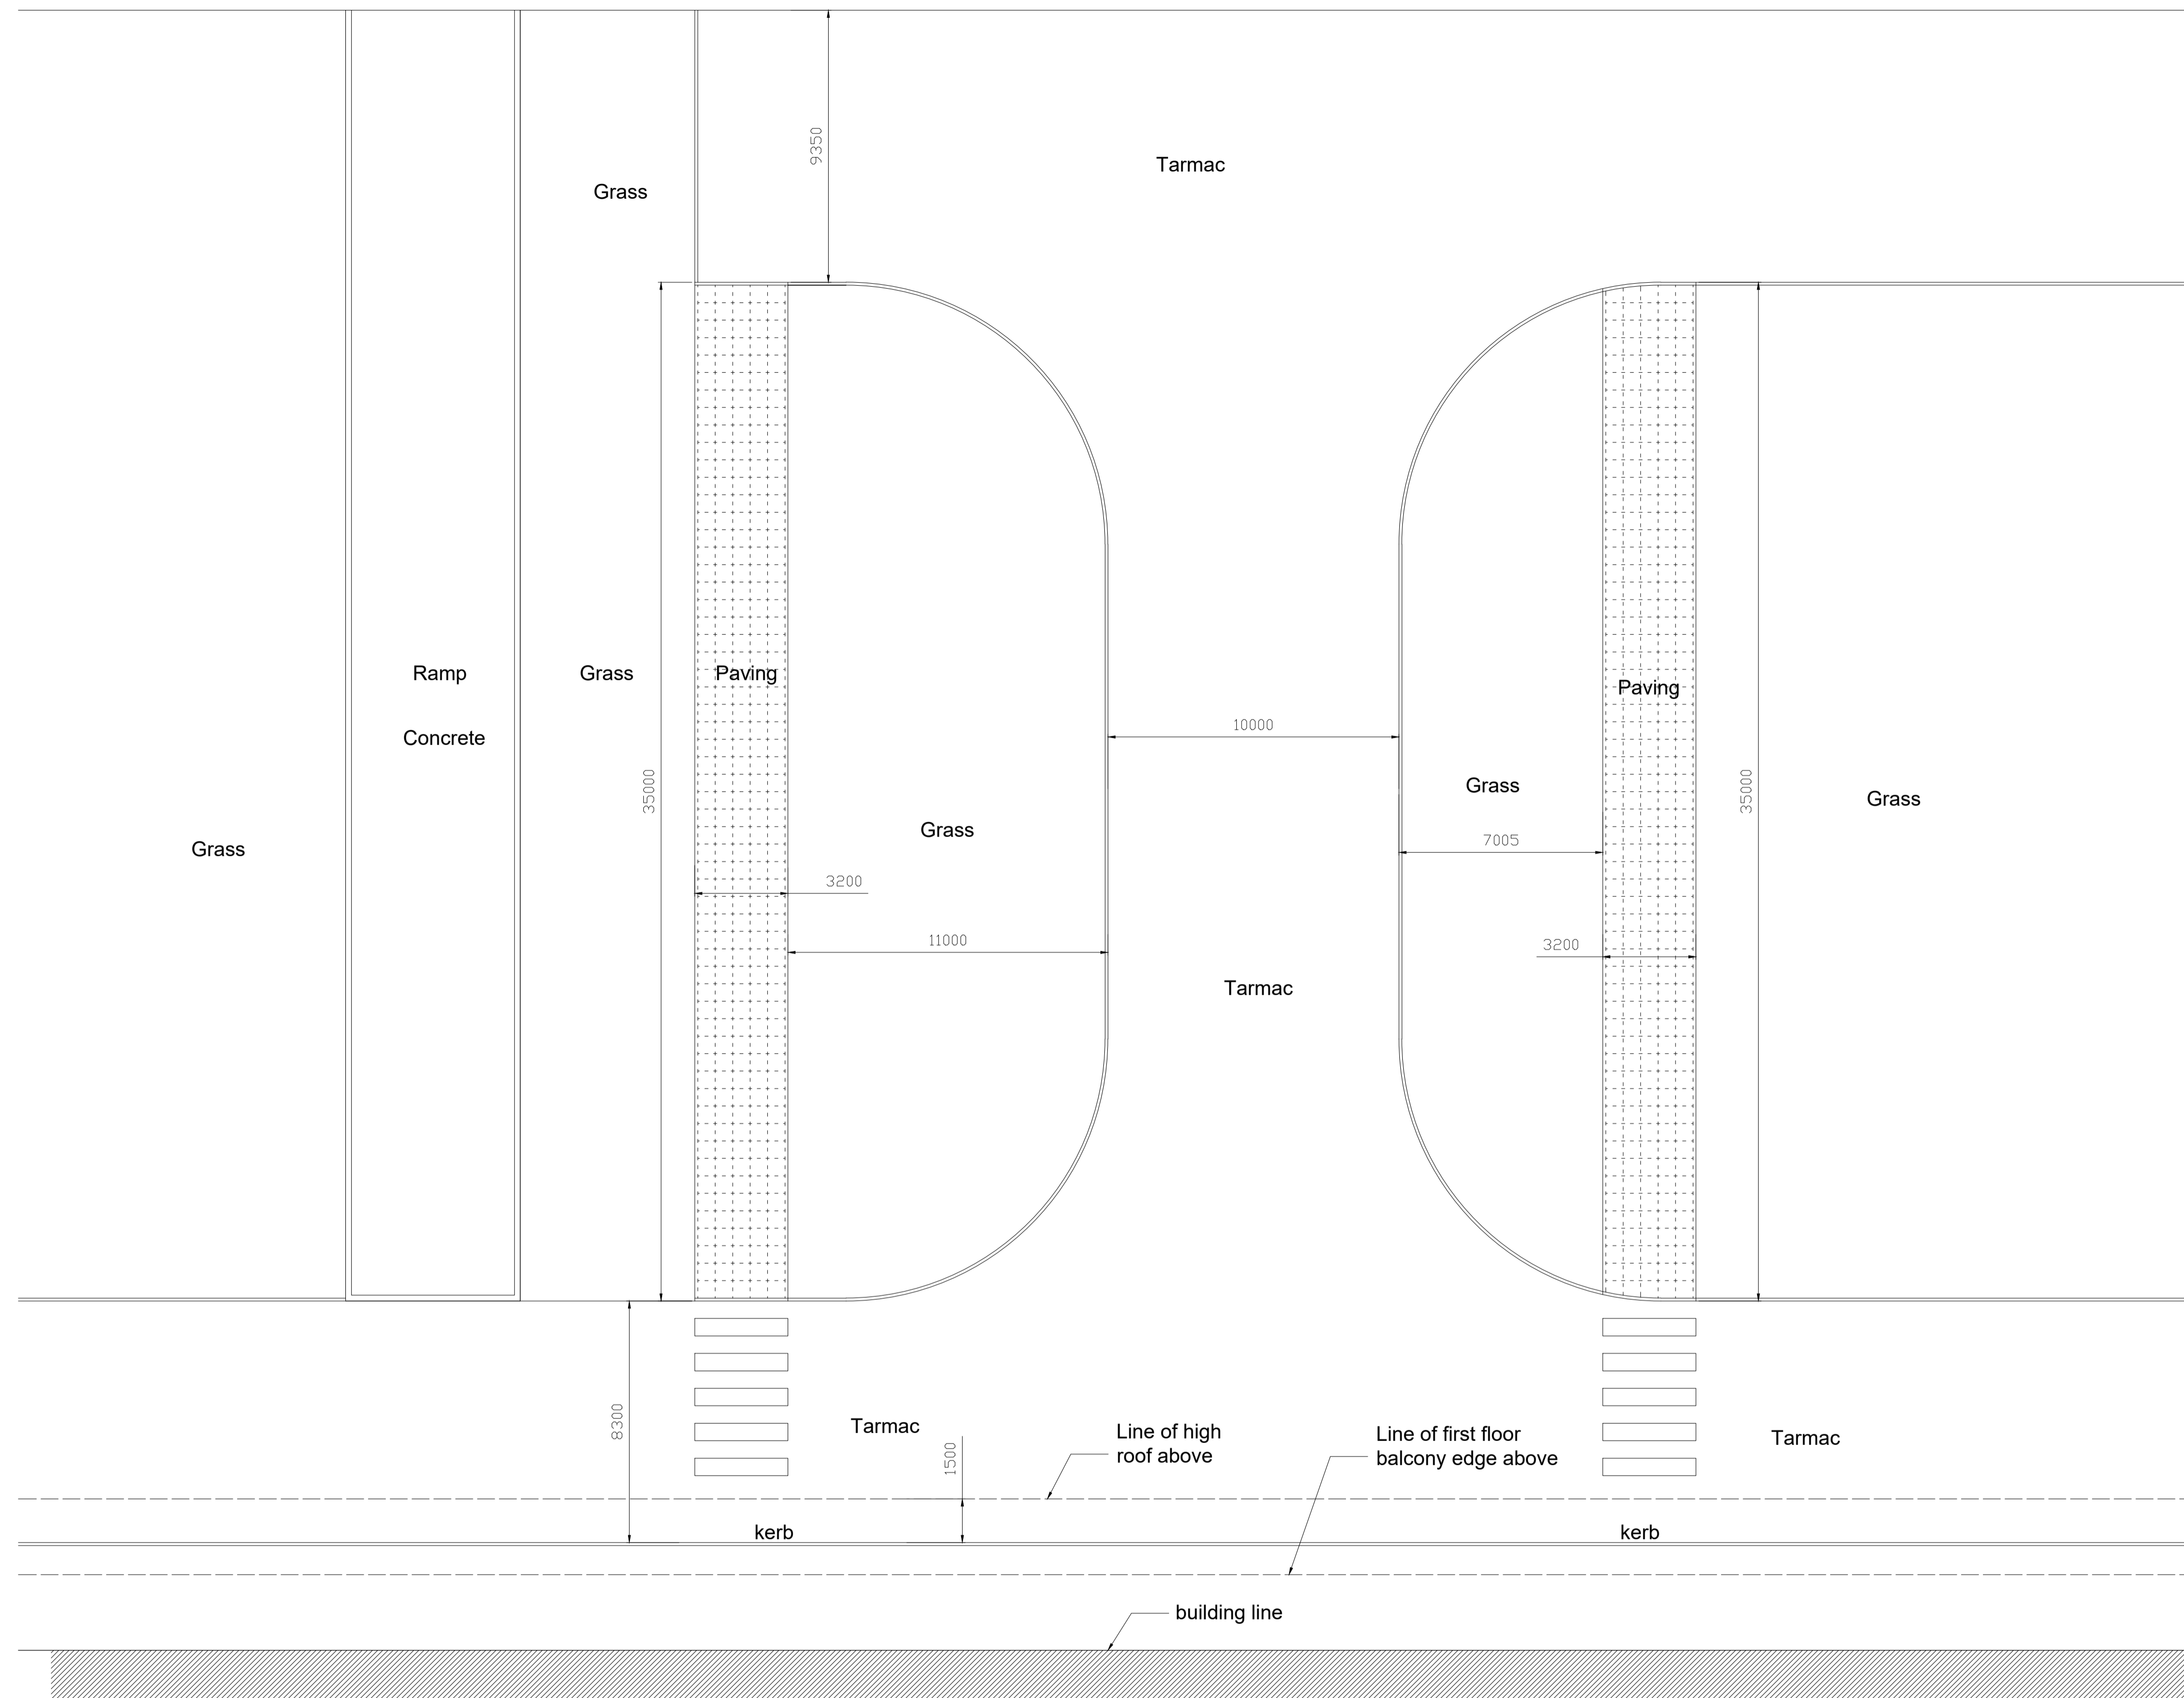 9350
Tarmac
Grass
Ramp
Concrete
Grass
Paving
Paving
10000
35000
35000
Grass
Grass
7005
Grass
Grass
3200
11000
3200
Tarmac
8300
Tarmac
1500
Line of high
roof above
Line of first floor
balcony edge above
Tarmac
kerb
kerb
building line